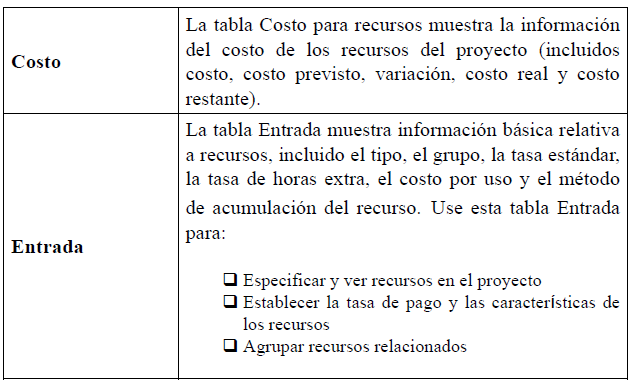 Costo
La tabla Costo para recursos muestra la información
del costo de los recursos del proyecto (incluidos
costo, costo previsto, variación, costo real y costo
restante).
Entrada
La tabla Entrada muestra información básica relativa
a recursos, incluido el tipo, el grupo, la tasa estándar,
la tasa de horas extra, el costo por uso y el método
de acumulación del recurso. Use esta tabla Entrada
para:
❑ Especificar y ver recursos en el proyecto
❑ Establecer la tasa de pago y las características de
los recursos
❑ Agrupar recursos relacionados